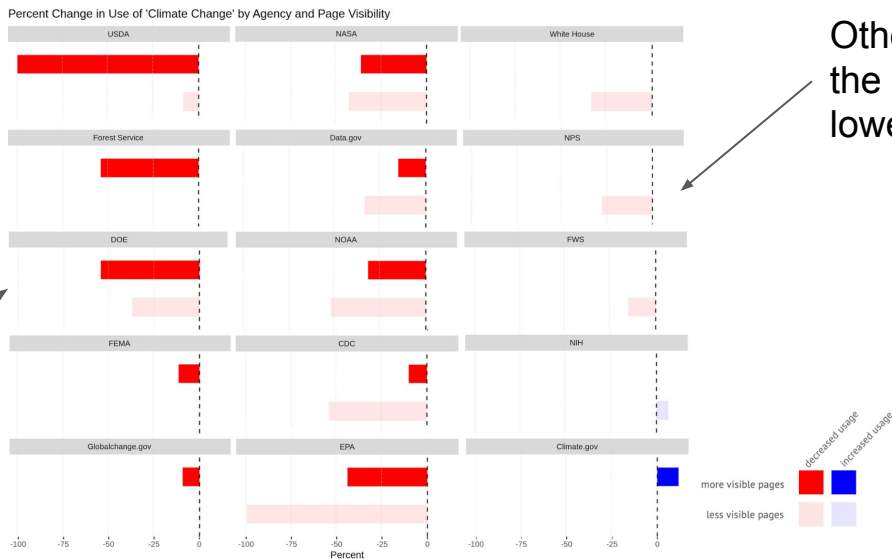 Percent Change in Use of 'Climate Change' by Agency and Page Visibility
Othe
the
lowe
USDA
NASA
White House
Forest Service
Data.gov
NPS
DOE
NOAA
FWS
FEMA
CDC
NIH
Globalchange.gov
EPA
Climate.gov
decreased usage
increased usage
more visible pages
less visible pages
-100 -75 -50 -25 0 -100 -75 -50 -25 0 -100 -75 -50 -25 0
Percent